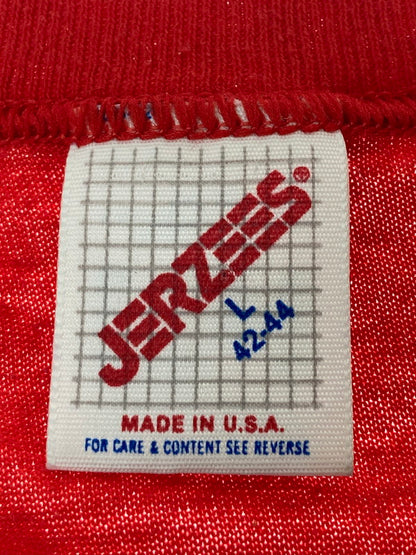 JERZEES®
L
42-44
MADE IN U.S.A.
FOR CARE & CONTENT SEE REVERSE